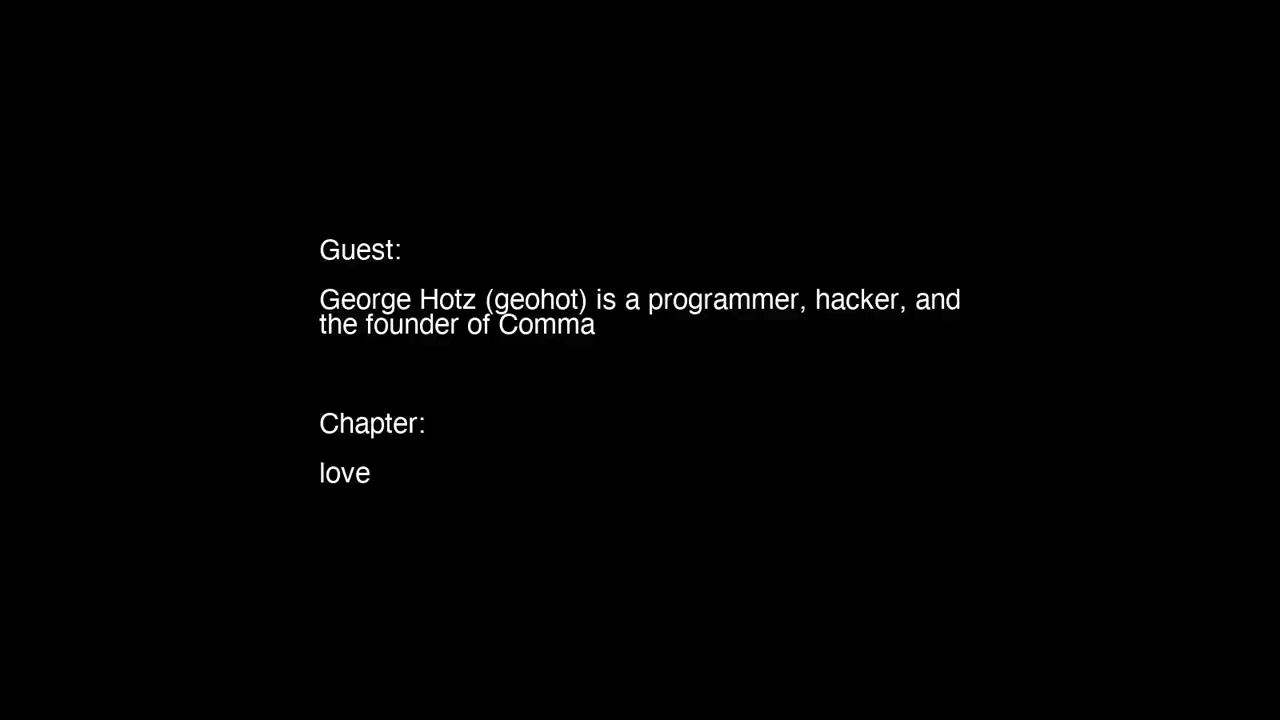 Guest:
George Hotz (geohot) is a programmer, hacker, and
the founder of Comma
Chapter:
love